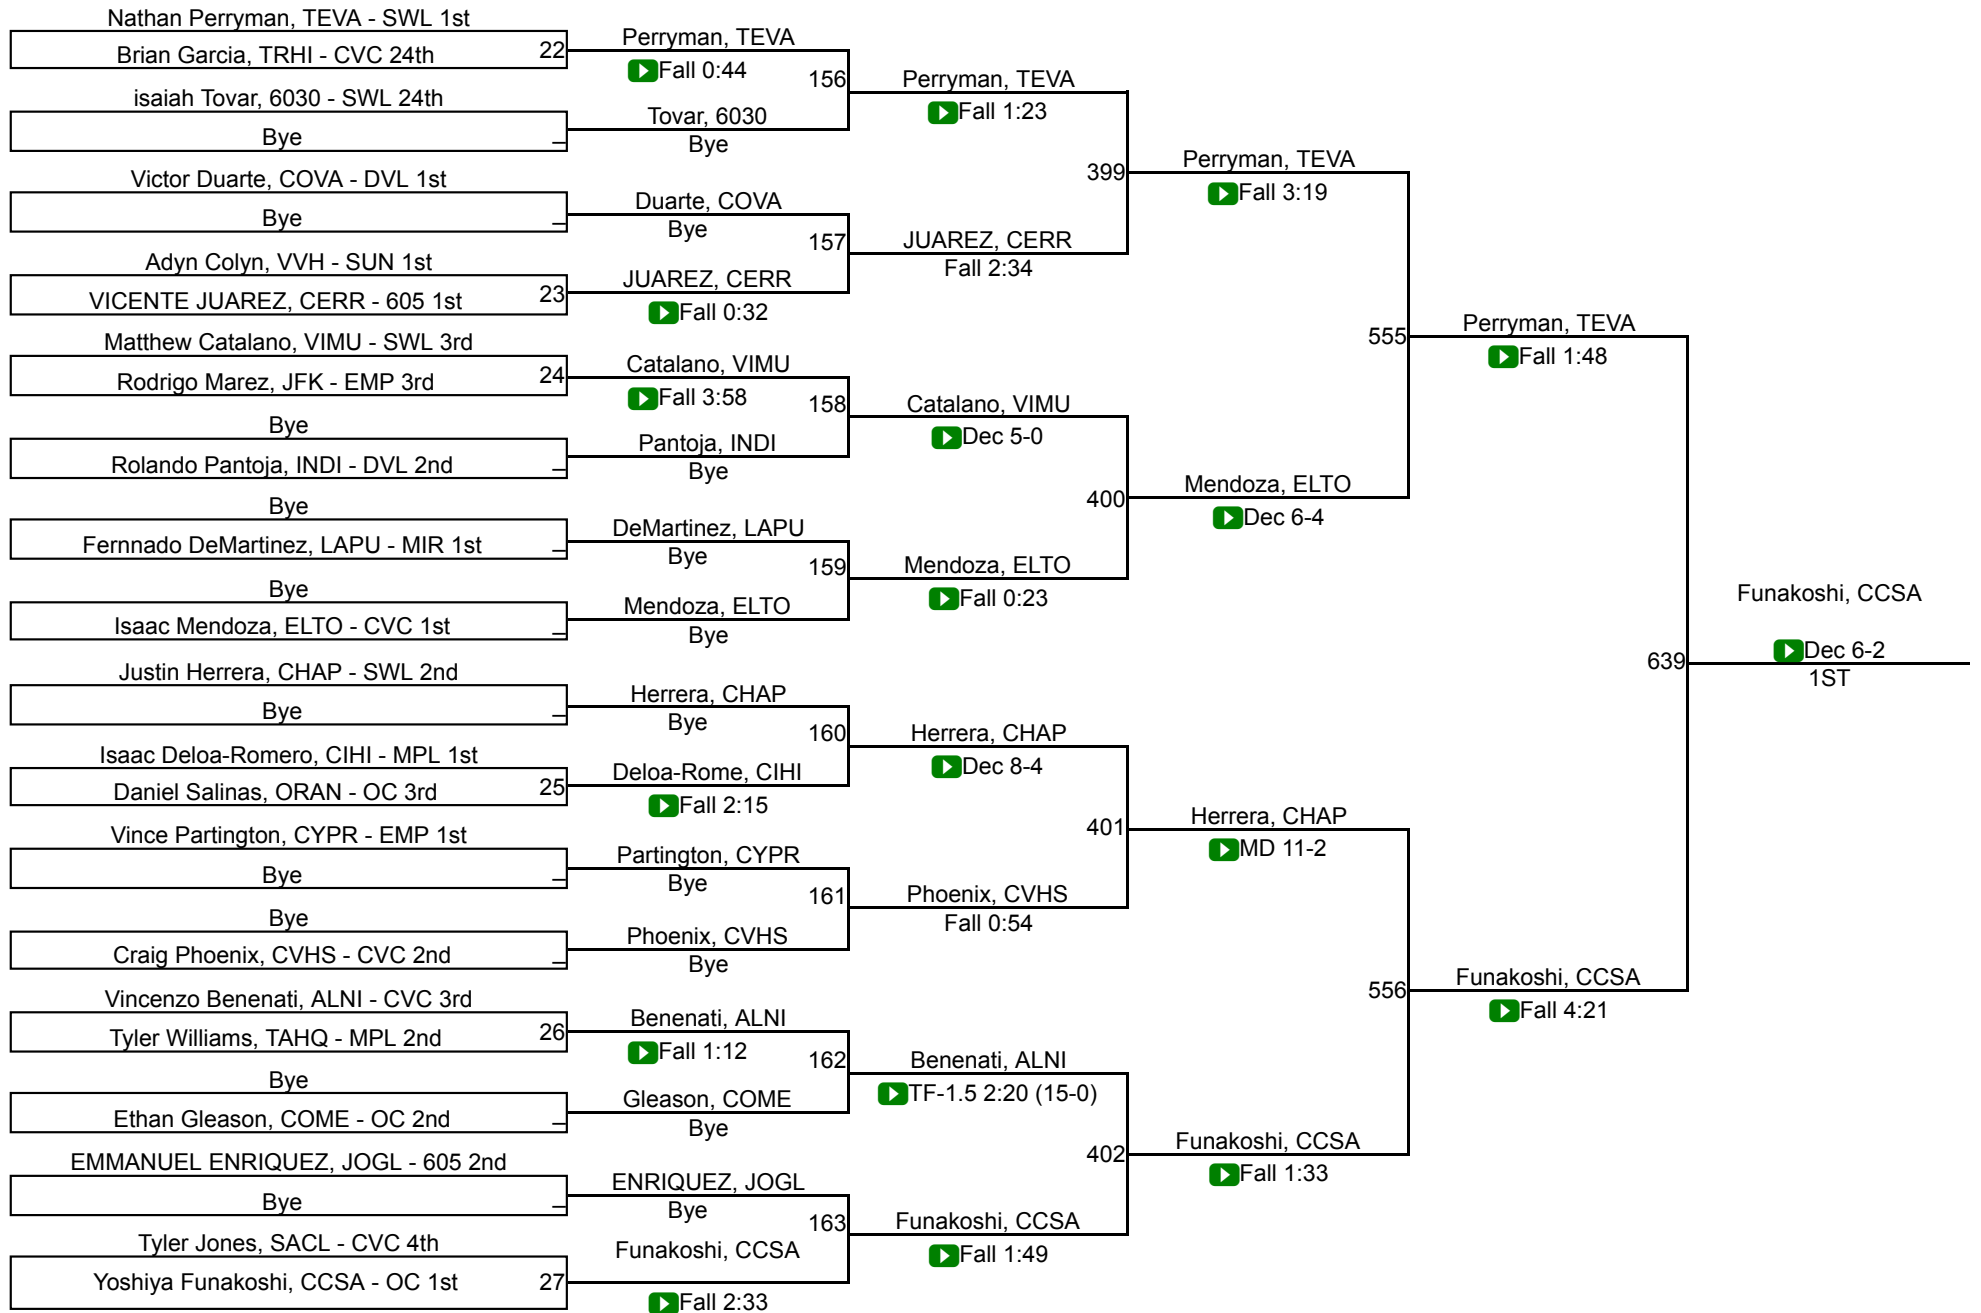 Nathan Perryman, TEVA - SWL 1st
Brian Garcia, TRHI - CVC 24th
22
isaiah Tovar, 6030 - SWL 24th
Bye
Victor Duarte, COVA - DVL 1st
Bye
Adyn Colyn, VVH - SUN 1st
VICENTE JUAREZ, CERR - 605 1st
23
Matthew Catalano, VIMU - SWL 3rd
Rodrigo Marez, JFK - EMP 3rd
24
Bye
Rolando Pantoja, INDI - DVL 2nd
Bye
Fernnado DeMartinez, LAPU - MIR 1st
Bye
Isaac Mendoza, ELTO - CVC 1st
Justin Herrera, CHAP - SWL 2nd
Bye
Isaac Deloa-Romero, CIHI - MPL 1st
Daniel Salinas, ORAN - OC 3rd
25
Vince Partington, CYPR - EMP 1st
Bye
Bye
Craig Phoenix, CVHS - CVC 2nd
Vincenzo Benenati, ALNI - CVC 3rd
Tyler Williams, TAHQ - MPL 2nd
26
Bye
Ethan Gleason, COME - OC 2nd
EMMANUEL ENRIQUEZ, JOGL - 605 2nd
Bye
Tyler Jones, SACL - CVC 4th
Yoshiya Funakoshi, CCSA - OC 1st
27
Perryman, TEVA
Fall 0:44
156
Tovar, 6030
Bye
Duarte, COVA
Bye
157
JUAREZ, CERR
Fall 0:32
Catalano, VIMU
Fall 3:58
158
Pantoja, INDI
Bye
DeMartinez, LAPU
Bye
159
Mendoza, ELTO
Bye
Herrera, CHAP
Bye
160
Deloa-Rome, CIHI
Fall 2:15
Partington, CYPR
Bye
161
Phoenix, CVHS
Bye
Benenati, ALNI
Fall 1:12
162
Gleason, COME
Bye
ENRIQUEZ, JOGL
Bye
163
Funakoshi, CCSA
Fall 2:33
Perryman, TEVA
Fall 1:23
399
JUAREZ, CERR
Fall 2:34
Catalano, VIMU
Dec 5-0
400
Mendoza, ELTO
Fall 0:23
Herrera, CHAP
Dec 8-4
401
Phoenix, CVHS
Fall 0:54
Benenati, ALNI
TF-1.5 2:20 (15-0)
402
Funakoshi, CCSA
Fall 1:49
Perryman, TEVA
Fall 3:19
555
Mendoza, ELTO
Dec 6-4
Herrera, CHAP
MD 11-2
556
Funakoshi, CCSA
Fall 1:33
Perryman, TEVA
Fall 1:48
639
Funakoshi, CCSA
Fall 4:21
Funakoshi, CCSA
Dec 6-2
1ST